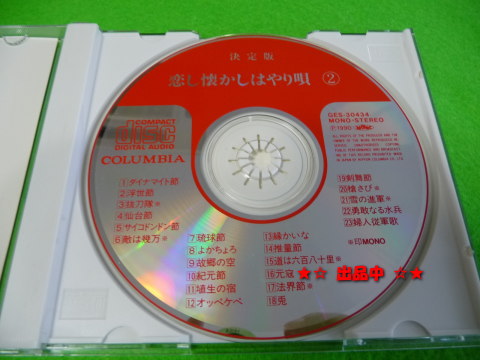 決定版
恋し懐かしはやり唄 ②
COMPACT
disc
DIGITAL AUDIO
COLUMBIA
GES-30434
MONO・STEREO
℗1990
1ダイナマイト節
2浮世節
3抜刀隊※
4仙台節
5サイコドンドン節
6敵は幾万※
7琉球節
8よかちょろ
9故郷の空
10紀元節
11埴生の宿
12オッペケペ
13縁かいな
14推量節
15道は六百八十里※
16元寇
17法界節※
18兎
19剣舞節
20槍さび※
21雪の進軍※
22勇敢なる水兵
23婦人従軍歌
※印MONO
★☆ 出品中 ☆★